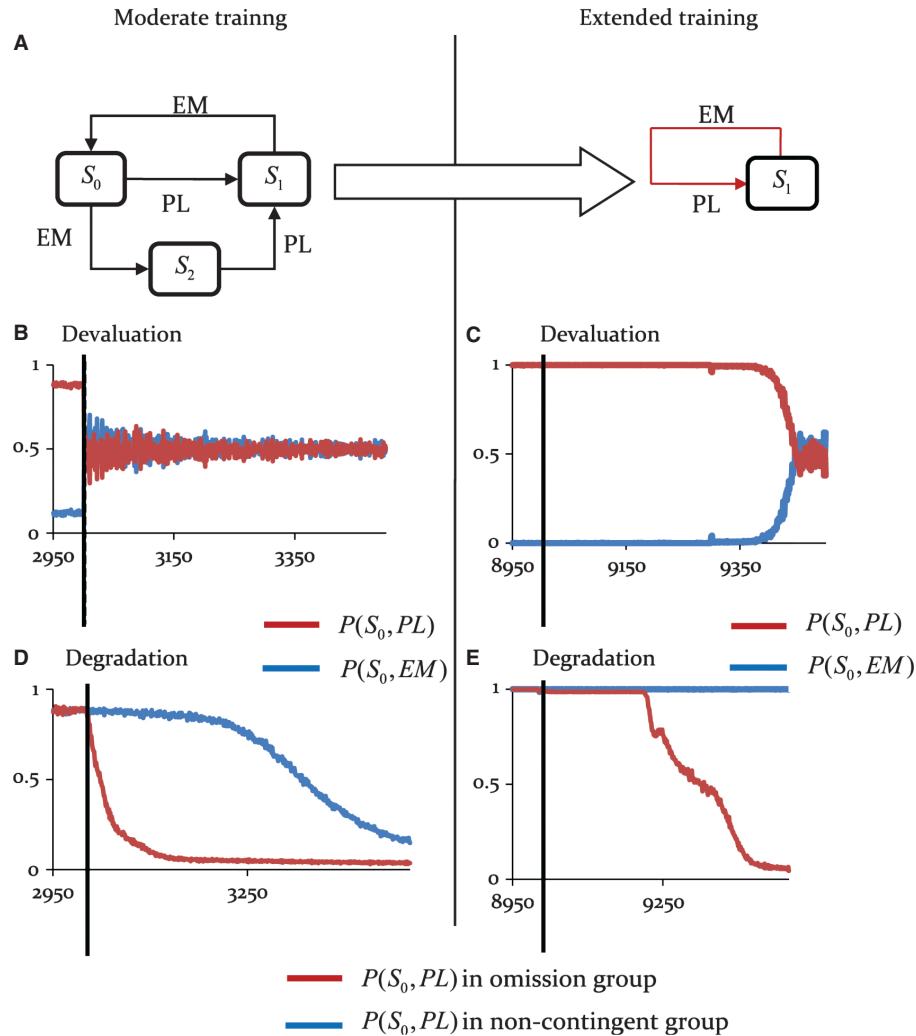 Moderate trainng
Extended training
A
EM
S0
S1
PL
EM
PL
S2
EM
PL
S1
B
Devaluation
1
0.5
0
2950
3150
3350
C
Devaluation
1
0.5
0
8950
9150
9350
P(S0, PL)
P(S0, EM)
P(S0, PL)
P(S0, EM)
D
Degradation
1
0.5
0
2950
3250
E
Degradation
1
0.5
0
8950
9250
P(S0, PL) in omission group
P(S0, PL) in non-contingent group